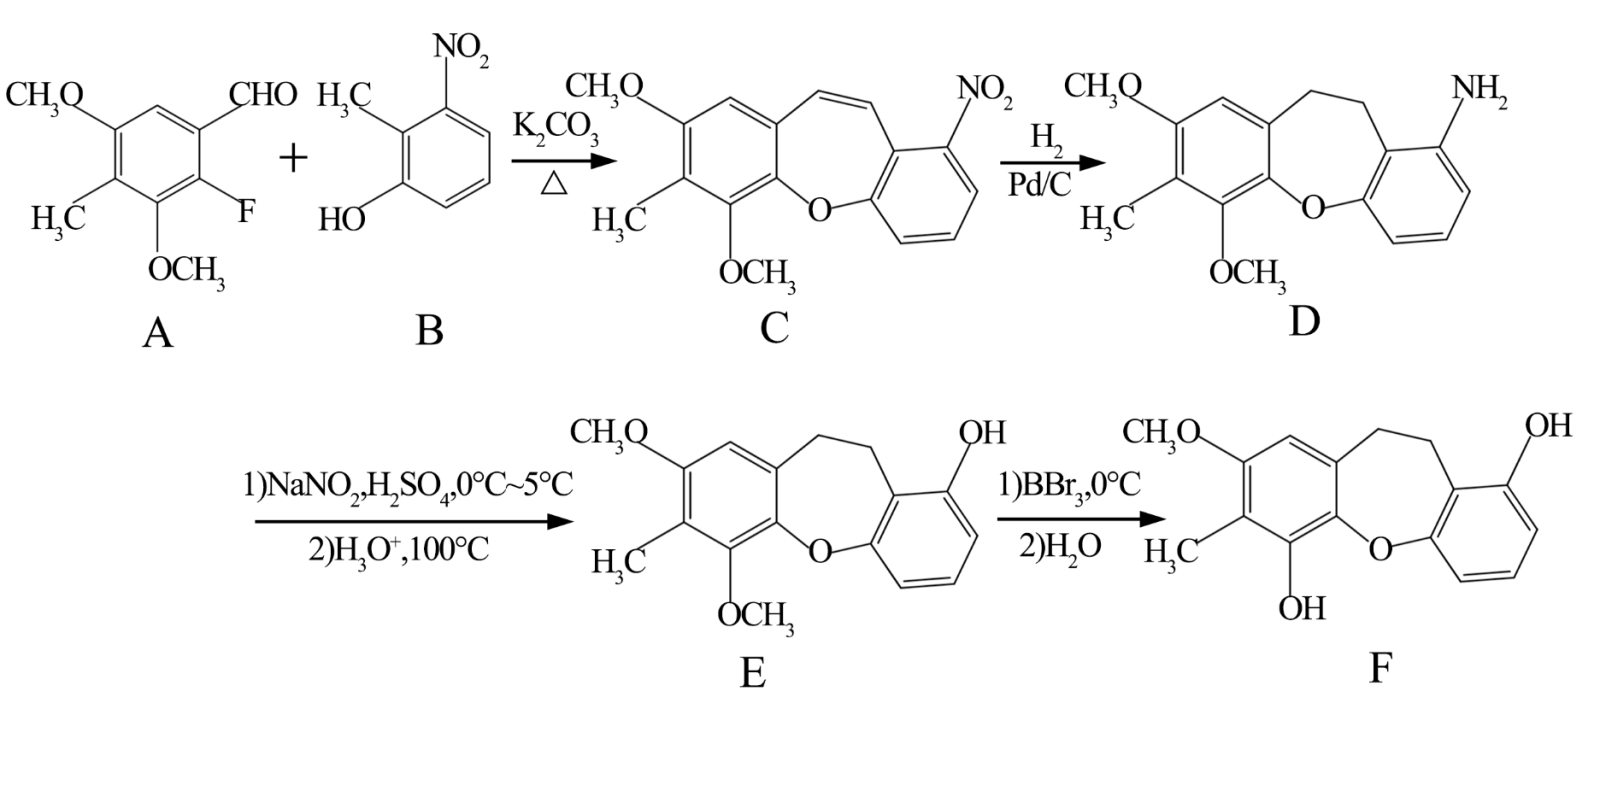 CH₃O CHO
H₃C F
OCH₃
A
+
NO₂
H₃C
HO
B
K₂CO₃
△
CH₃O NO₂
H₃C O
OCH₃
C
H₂
Pd/C
CH₃O NH₂
H₃C O
OCH₃
D
1)NaNO₂,H₂SO₄,0°C~5°C
2)H₃O⁺,100°C
CH₃O OH
H₃C O
OCH₃
E
1)BBr₃,0°C
2)H₂O
CH₃O OH
H₃C O
OH
F